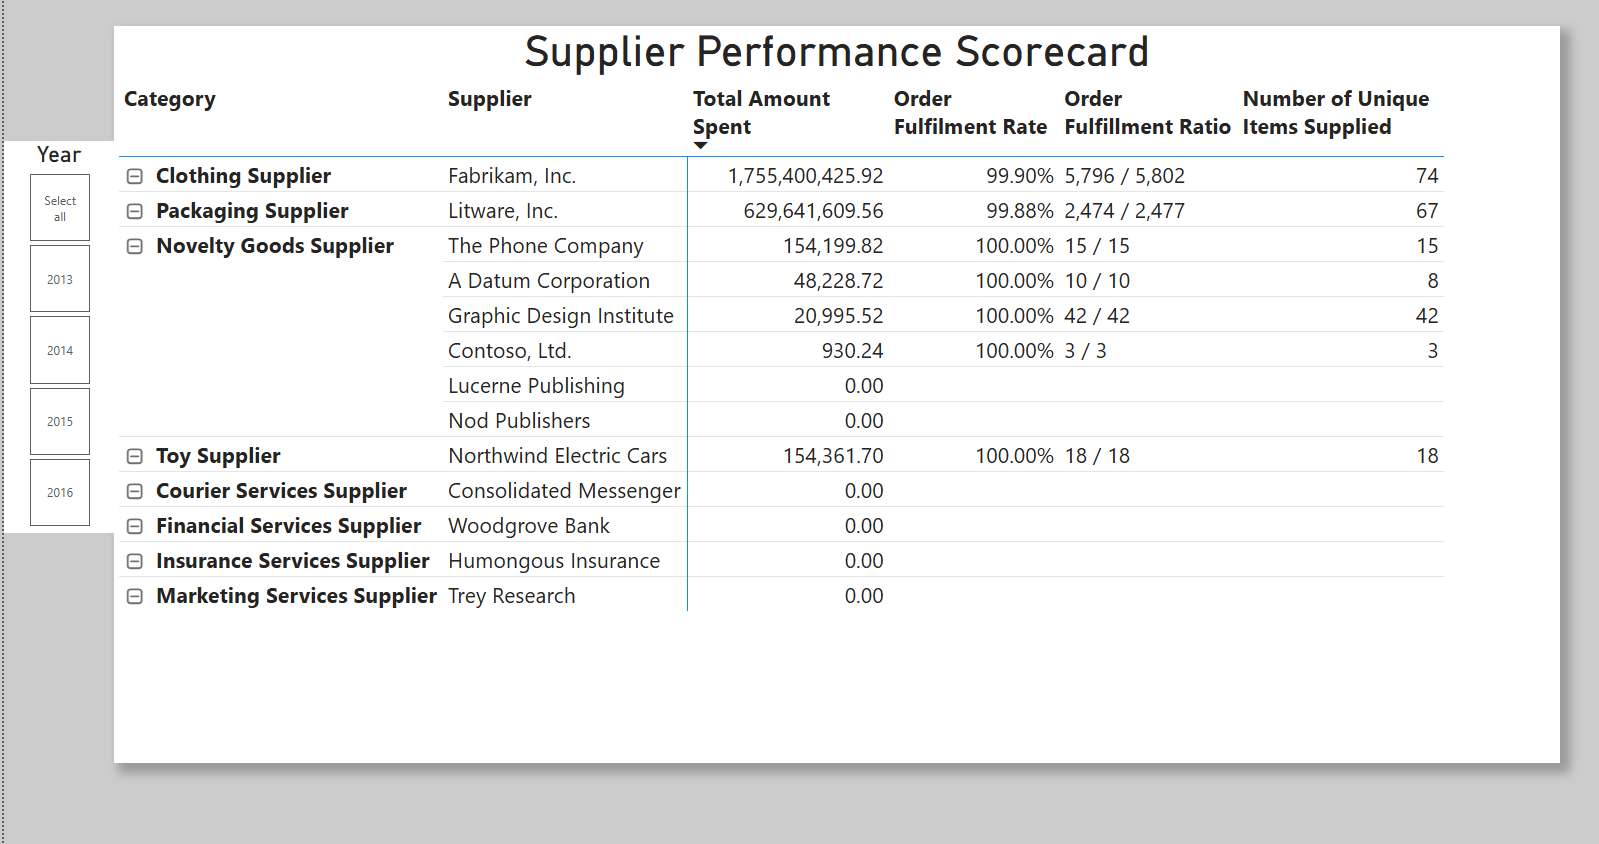 Supplier Performance Scorecard
Category Supplier Total Amount Spent Order Fulfilment Rate Order Fulfillment Ratio Number of Unique Items Supplied
Year
Select all
2013
2014
2015
2016
Clothing Supplier Fabrikam, Inc. 1,755,400,425.92 99.90% 5,796 / 5,802 74
Packaging Supplier Litware, Inc. 629,641,609.56 99.88% 2,474 / 2,477 67
Novelty Goods Supplier The Phone Company 154,199.82 100.00% 15 / 15 15
A Datum Corporation 48,228.72 100.00% 10 / 10 8
Graphic Design Institute 20,995.52 100.00% 42 / 42 42
Contoso, Ltd. 930.24 100.00% 3 / 3 3
Lucerne Publishing 0.00
Nod Publishers 0.00
Toy Supplier Northwind Electric Cars 154,361.70 100.00% 18 / 18 18
Courier Services Supplier Consolidated Messenger 0.00
Financial Services Supplier Woodgrove Bank 0.00
Insurance Services Supplier Humongous Insurance 0.00
Marketing Services Supplier Trey Research 0.00